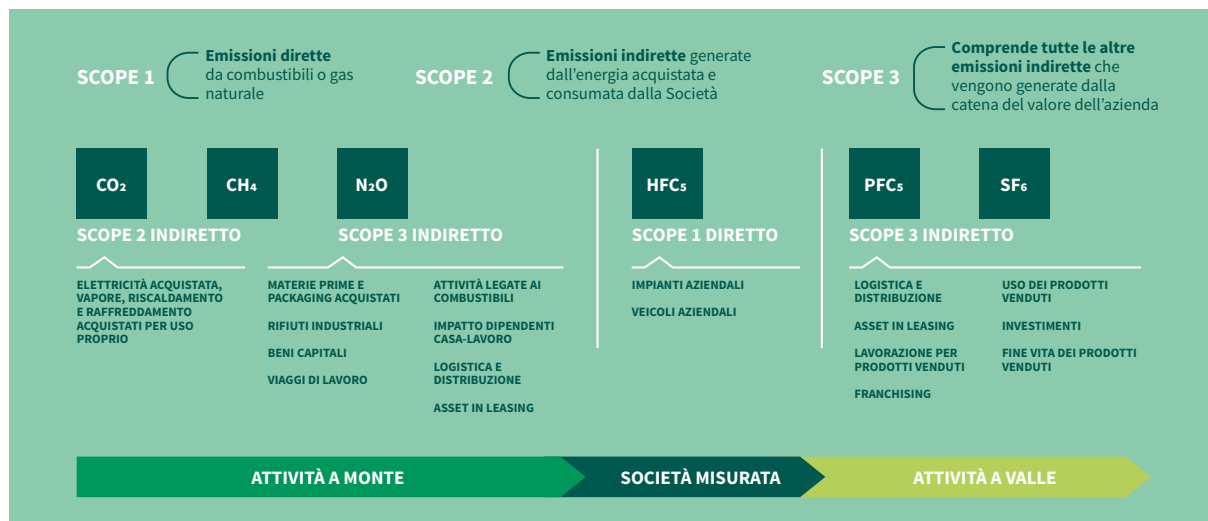 SCOPE 1
Emissioni dirette
da combustibili o gas
naturale
SCOPE 2
Emissioni indirette generate
dall'energia acquistata e
consumata dalla Società
SCOPE 3
Comprende tutte le altre
emissioni indirette che
vengono generate dalla
catena del valore dell'azienda
CO₂
CH₄
N₂O
HFC₅
PFC₅
SF₆
SCOPE 2 INDIRETTO
ELETTRICITÀ ACQUISTATA,
VAPORE, RISCALDAMENTO
E RAFFREDDAMENTO
ACQUISTATI PER USO
PROPRIO
SCOPE 3 INDIRETTO
MATERIE PRIME E
PACKAGING ACQUISTATI
RIFIUTI INDUSTRIALI
BENI CAPITALI
VIAGGI DI LAVORO
ATTIVITÀ LEGATE AI
COMBUSTIBILI
IMPATTO DIPENDENTI
CASA-LAVORO
LOGISTICA E
DISTRIBUZIONE
ASSET IN LEASING
SCOPE 1 DIRETTO
IMPIANTI AZIENDALI
VEICOLI AZIENDALI
SCOPE 3 INDIRETTO
LOGISTICA E
DISTRIBUZIONE
ASSET IN LEASING
LAVORAZIONE PER
PRODOTTI VENDUTI
FRANCHISING
USO DEI PRODOTTI
VENDUTI
INVESTIMENTI
FINE VITA DEI PRODOTTI
VENDUTI
ATTIVITÀ A MONTE
SOCIETÀ MISURATA
ATTIVITÀ A VALLE